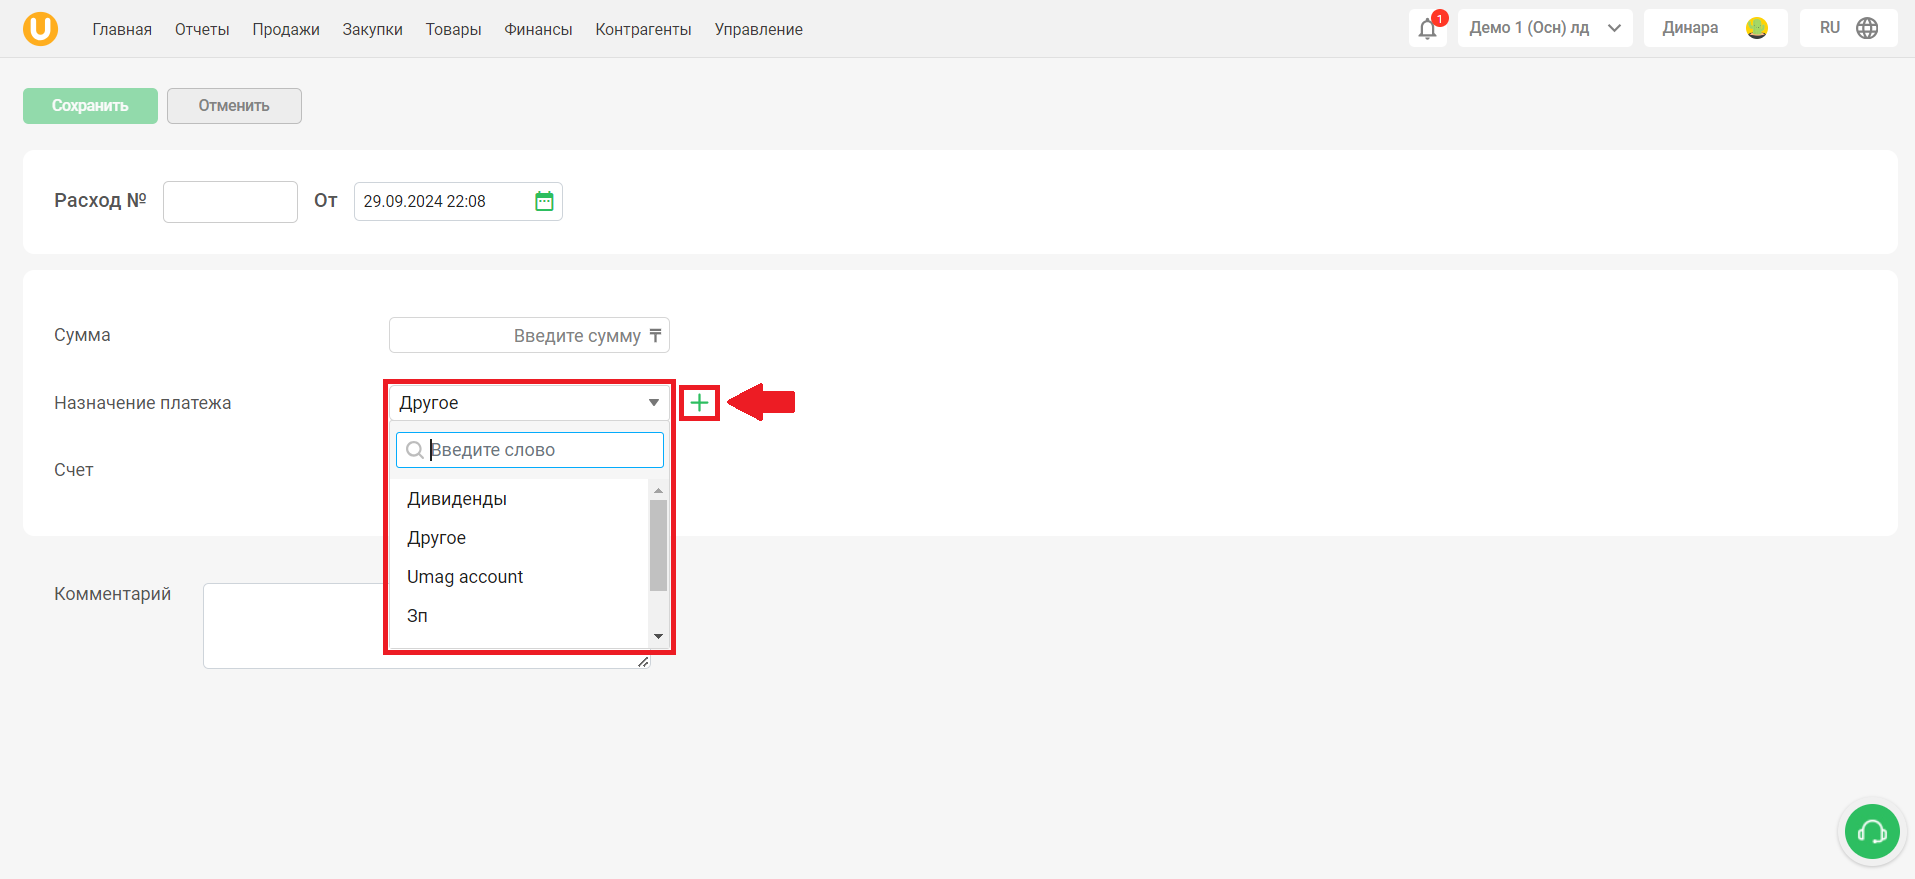 U Главная Отчеты Продажи Закупки Товары Финансы Контрагенты Управление 1 Демо 1 (Осн) лд Динара RU
Сохранить Отменить
Расход № От 29.09.2024 22:08
Сумма Введите сумму ₸
Назначение платежа Другое
Введите слово
Счет
Дивиденды
Другое
Umag account
Комментарий
Зп